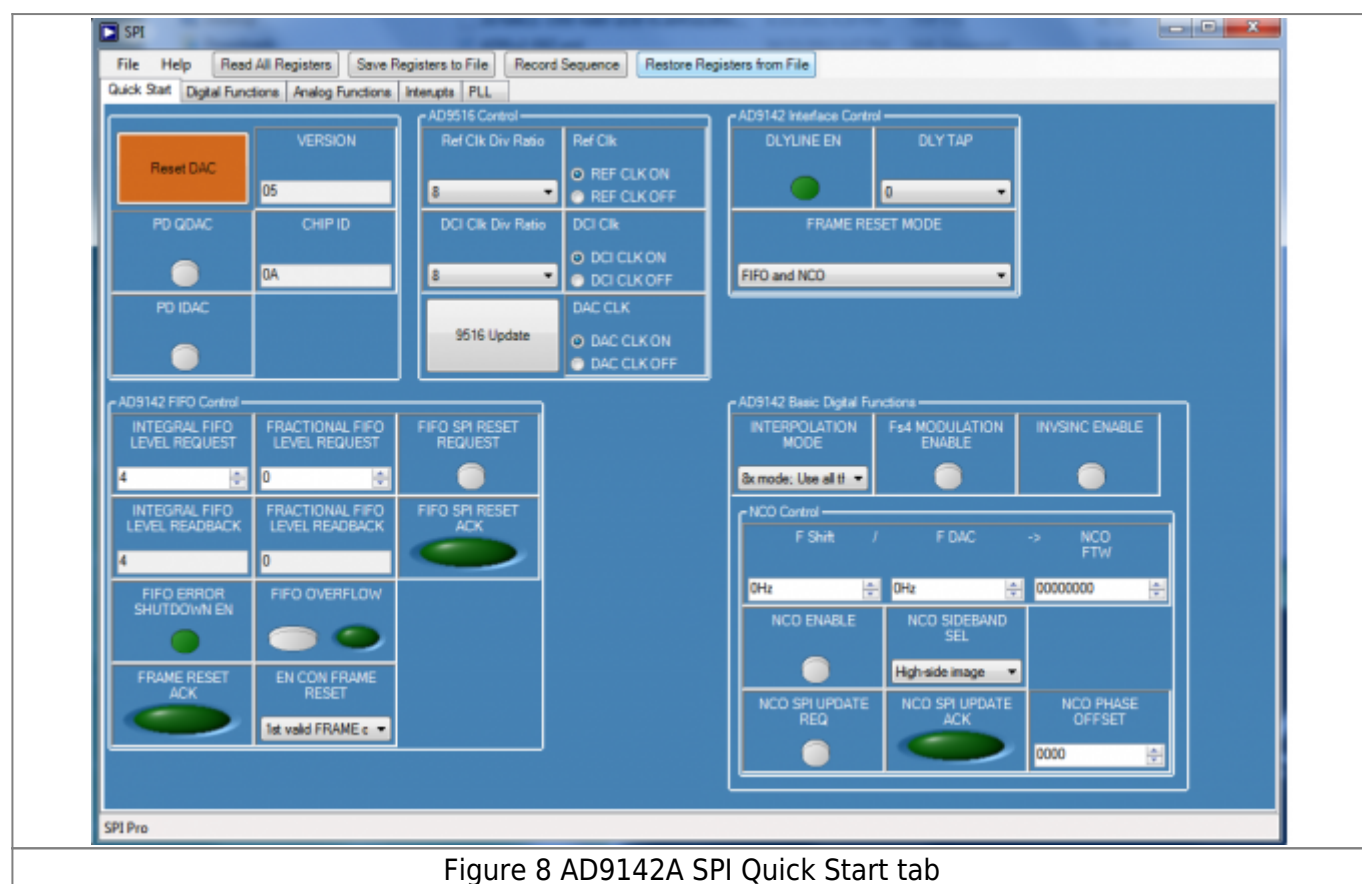 SPI
File Help Read All Registers Save Registers to File Record Sequence Restore Registers from File
Quick Start Digital Functions Analog Functions Interupts PLL
Reset DAC
VERSION
05
PD QDAC
CHIP ID
0A
PD IDAC
AD9516 Control
Ref Clk Div Ratio
8
Ref Clk
REF CLK ON
REF CLK OFF
DCI Clk Div Ratio
8
DCI Clk
DCI CLK ON
DCI CLK OFF
9516 Update
DAC CLK
DAC CLK ON
DAC CLK OFF
AD9142 Interface Control
DLYLINE EN
DLY TAP
0
FRAME RESET MODE
FIFO and NCO
AD9142 FIFO Control
INTEGRAL FIFO
LEVEL REQUEST
4
FRACTIONAL FIFO
LEVEL REQUEST
0
FIFO SPI RESET
REQUEST
INTEGRAL FIFO
LEVEL READBACK
4
FRACTIONAL FIFO
LEVEL READBACK
0
FIFO SPI RESET
ACK
FIFO ERROR
SHUTDOWN EN
FIFO OVERFLOW
FRAME RESET
ACK
EN CON FRAME
RESET
1st valid FRAME c
AD9142 Basic Digital Functions
INTERPOLATION
MODE
8x mode; Use all tl
Fs4 MODULATION
ENABLE
INVSINC ENABLE
NCO Control
F Shift / F DAC -> NCO
FTW
0Hz 0Hz 00000000
NCO ENABLE
NCO SIDEBAND
SEL
High-side image
NCO SPI UPDATE
REQ
NCO SPI UPDATE
ACK
NCO PHASE
OFFSET
0000
SPI Pro
Figure 8 AD9142A SPI Quick Start tab